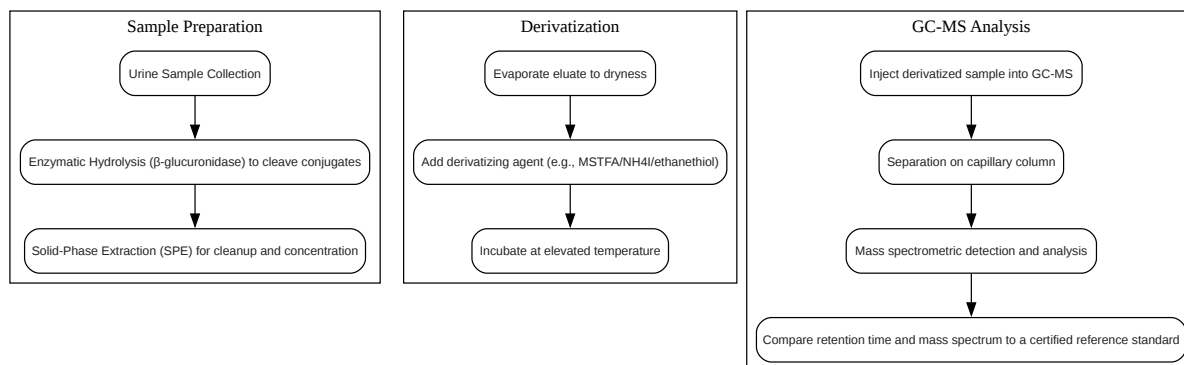 Sample Preparation
Urine Sample Collection
Enzymatic Hydrolysis (β-glucuronidase) to cleave conjugates
Solid-Phase Extraction (SPE) for cleanup and concentration
Derivatization
Evaporate eluate to dryness
Add derivatizing agent (e.g., MSTFA/NH4I/ethanethiol)
Incubate at elevated temperature
GC-MS Analysis
Inject derivatized sample into GC-MS
Separation on capillary column
Mass spectrometric detection and analysis
Compare retention time and mass spectrum to a certified reference standard